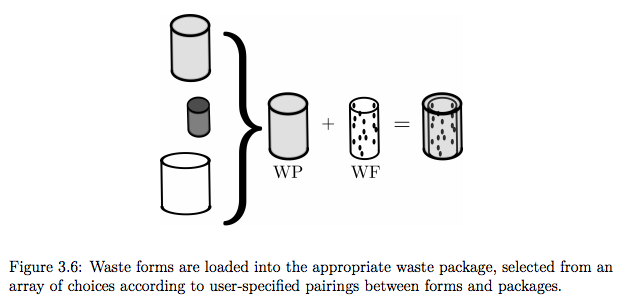 + =
WP WF
Figure 3.6: Waste forms are loaded into the appropriate waste package, selected from an
array of choices according to user-specified pairings between forms and packages.